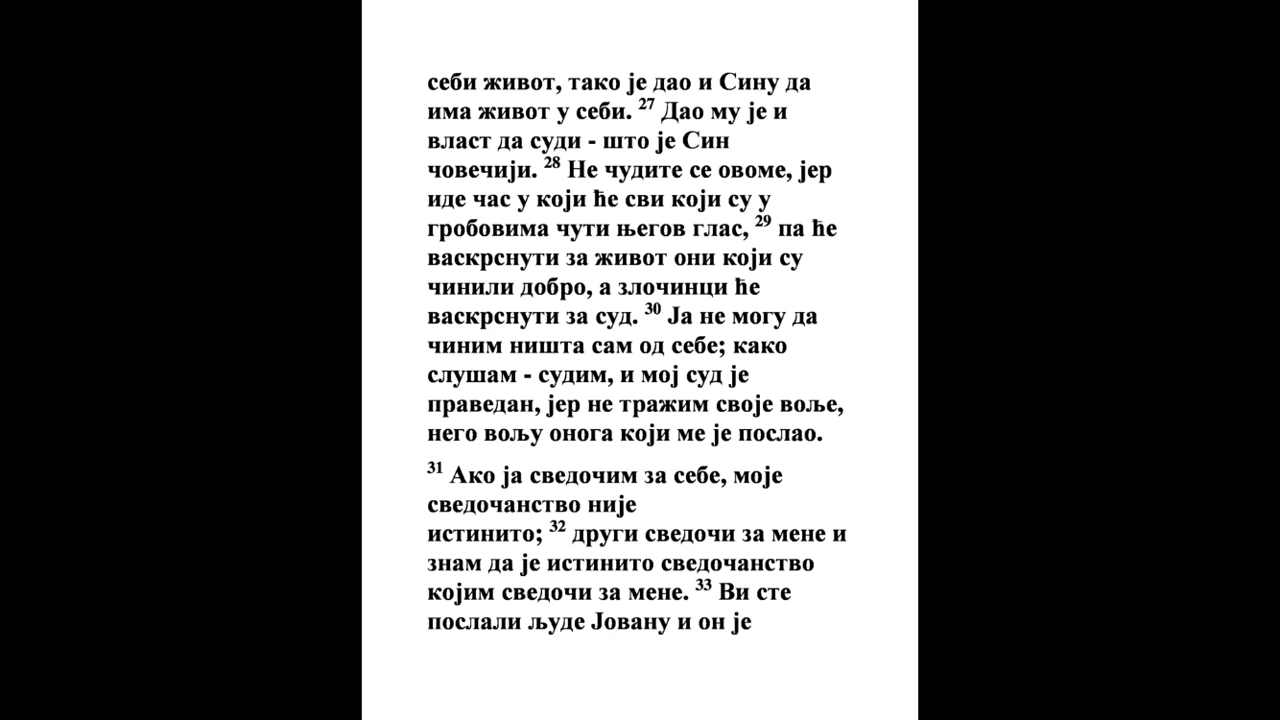 себи живот, тако је дао и Сину да
има живот у себи. 27 Дао му је и
власт да суди - што је Син
човечији. 28 Не чудите се овоме, јер
иде час у који ће сви који су у
гробовима чути његов глас, 29 па ће
васкрснути за живот они који су
чинили добро, а злочинци ће
васкрснути за суд. 30 Ја не могу да
чиним ништа сам од себе; како
слушам - судим, и мој суд је
праведан, јер не тражим своје воље,
него вољу онога који ме је послао.
31 Ако ја сведочим за себе, моје
сведочанство није
истинито; 32 други сведочи за мене и
знам да је истинито сведочанство
којим сведочи за мене. 33 Ви сте
послали људе Јовану и он је